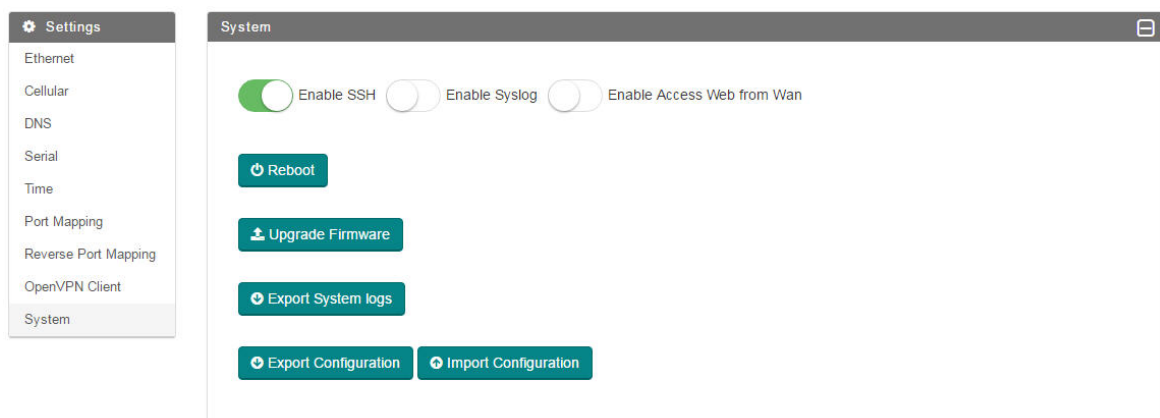 Settings
Ethernet
Cellular
DNS
Serial
Time
Port Mapping
Reverse Port Mapping
OpenVPN Client
System
System
Enable SSH Enable Syslog Enable Access Web from Wan
Reboot
Upgrade Firmware
Export System logs
Export Configuration Import Configuration